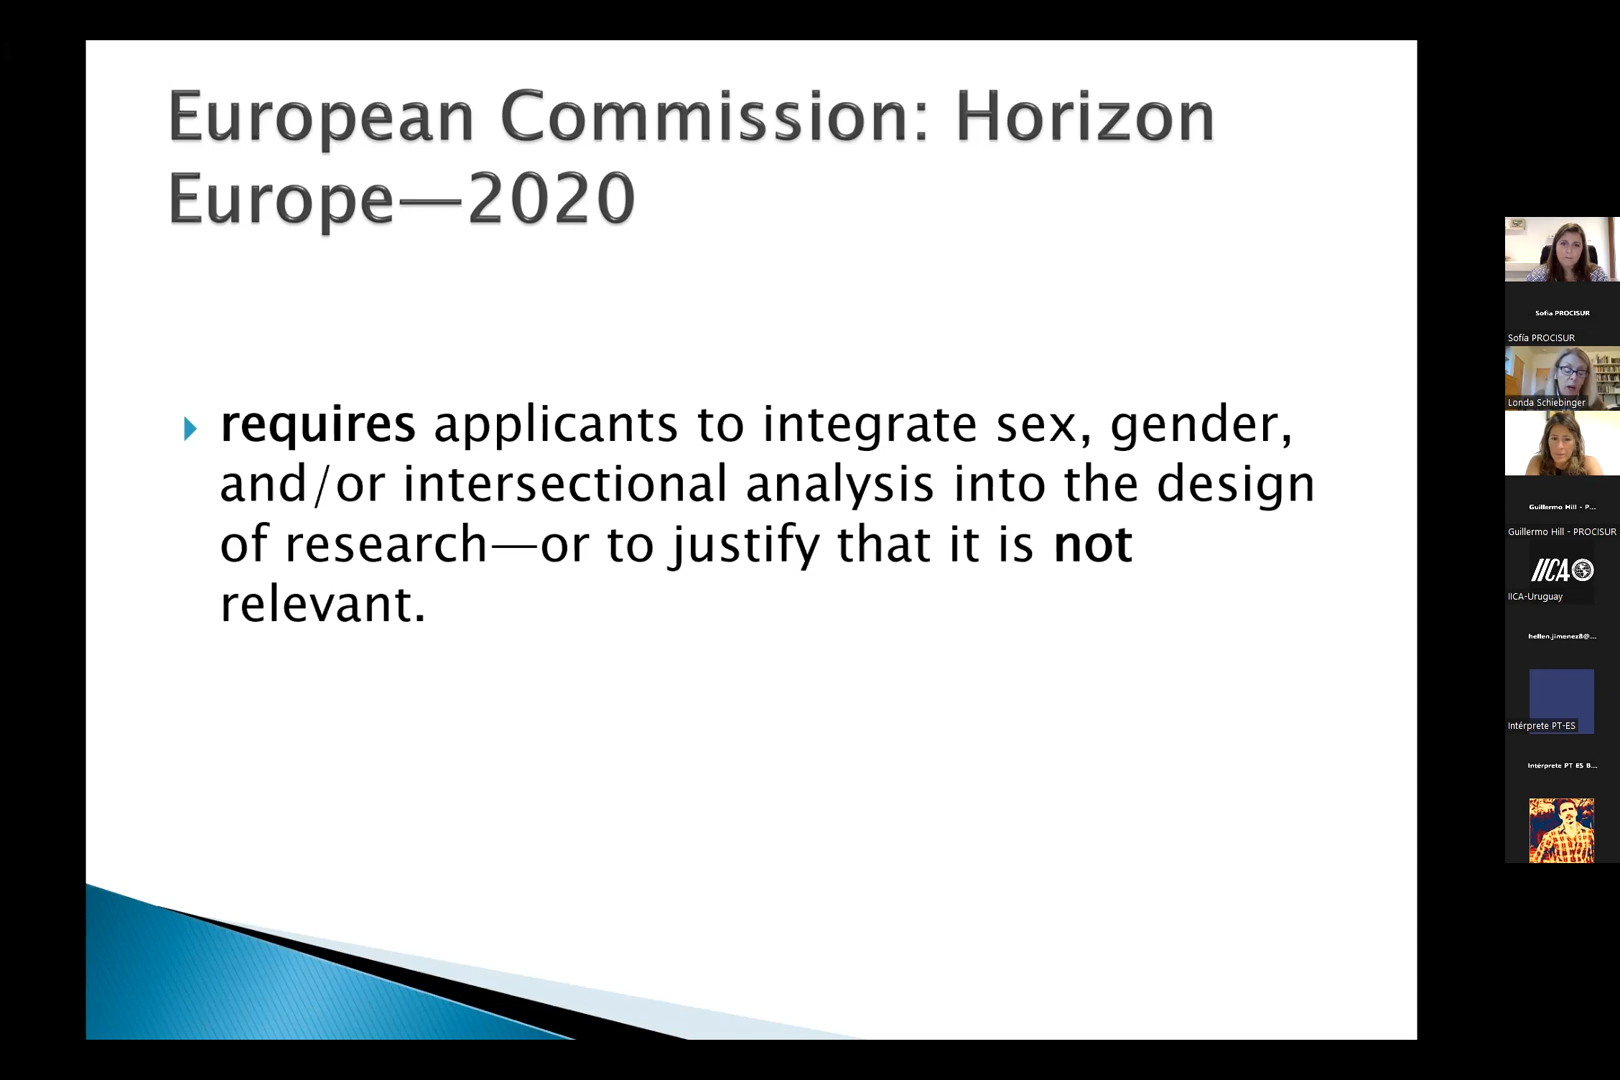 European Commission: Horizon
Europe—2020
requires applicants to integrate sex, gender,
and/or intersectional analysis into the design
of research—or to justify that it is not
relevant.
Sofía PROCISUR
Sofía PROCISUR
Londa Schiebinger
Guillermo Hill - P...
Guillermo Hill - PROCISUR
IICA
IICA-Uruguay
hellen.jimenez8@...
Intérprete PT-ES
Intérprete PT ES B...